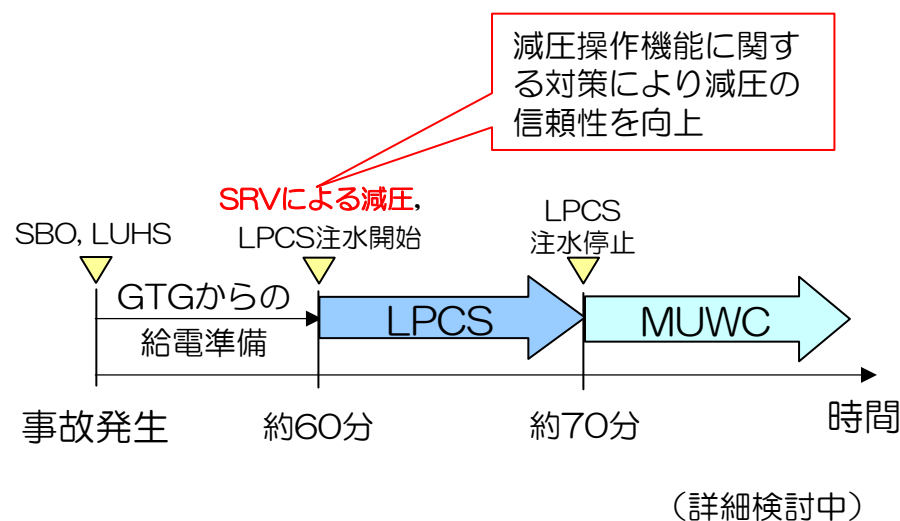 減圧操作機能に関す
る対策により減圧の
信頼性を向上
SRVによる減圧,
LPCS注水開始
SBO, LUHS
LPCS
注水停止
GTGからの
給電準備
LPCS
MUWC
事故発生
約60分
約70分
時間
（詳細検討中）